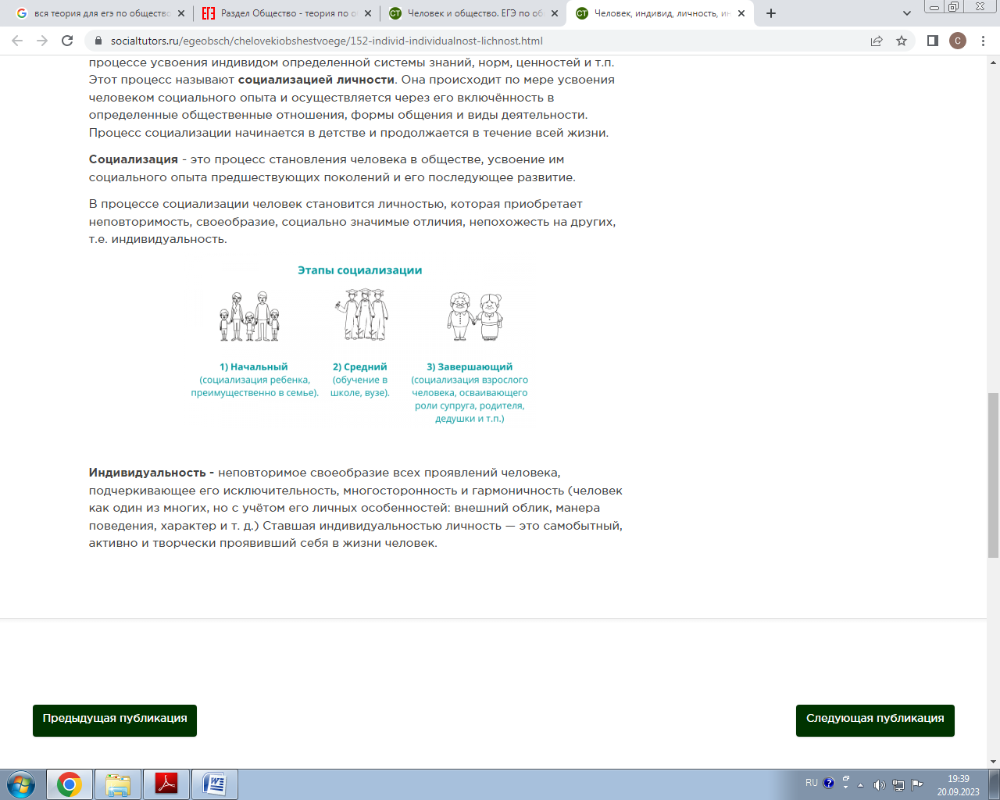 вся теория для егэ по общество
Раздел Общество - теория по о
Человек и общество. ЕГЭ по об
Человек, индивид, личность, ин
socialtutors.ru/egeobsch/chelovekiobshestvoege/152-individ-individualnost-lichnost.html
С
процессе усвоения индивидом определенной системы знаний, норм, ценностей и т.п.
Этот процесс называют социализацией личности. Она происходит по мере усвоения
человеком социального опыта и осуществляется через его включённость в
определенные общественные отношения, формы общения и виды деятельности.
Процесс социализации начинается в детстве и продолжается в течение всей жизни.
Социализация - это процесс становления человека в обществе, усвоение им
социального опыта предшествующих поколений и его последующее развитие.
В процессе социализации человек становится личностью, которая приобретает
неповторимость, своеобразие, социально значимые отличия, непохожесть на других,
т.е. индивидуальность.
Этапы социализации
1) Начальный
(социализация ребенка,
преимущественно в семье).
2) Средний
(обучение в
школе, вузе).
3) Завершающий
(социализация взрослого
человека, осваивающего
роли супруга, родителя,
дедушки и т.п.)
Индивидуальность - неповторимое своеобразие всех проявлений человека,
подчеркивающее его исключительность, многосторонность и гармоничность (человек
как один из многих, но с учётом его личных особенностей: внешний облик, манера
поведения, характер и т. д.) Ставшая индивидуальностью личность — это самобытный,
активно и творчески проявивший себя в жизни человек.
Предыдущая публикация
Следующая публикация
RU
19:39
20.09.2023